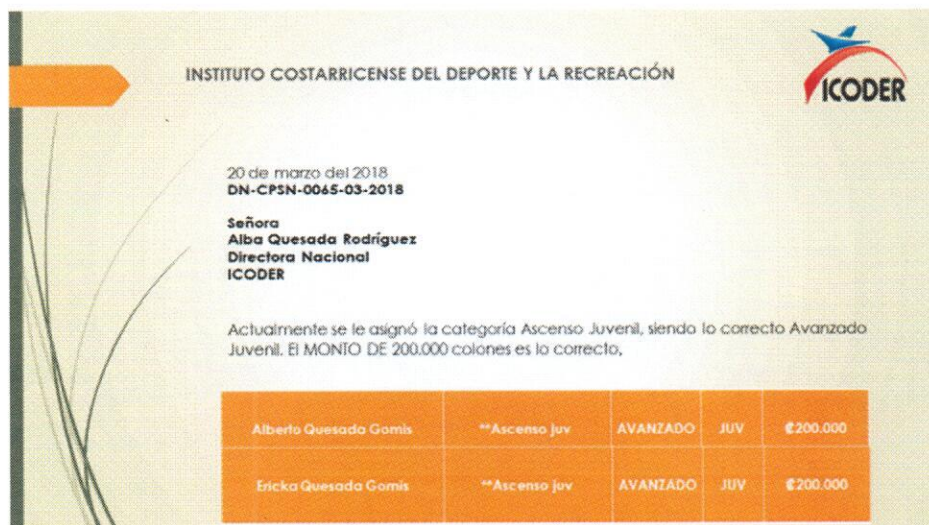 INSTITUTO COSTARRICENSE DEL DEPORTE Y LA RECREACIÓN
ICODER
20 de marzo del 2018
DN-CPSN-0065-03-2018
Señora
Alba Quesada Rodríguez
Directora Nacional
ICODER
Actualmente se le asignó la categoría Ascenso Juvenil, siendo lo correcto Avanzado
Juvenil. El MONTO DE 200.000 colones es lo correcto.
Alberto Quesada Gomis **Ascenso juv AVANZADO JUV ₡200.000
Ericka Quesada Gomis **Ascenso juv AVANZADO JUV ₡200.000